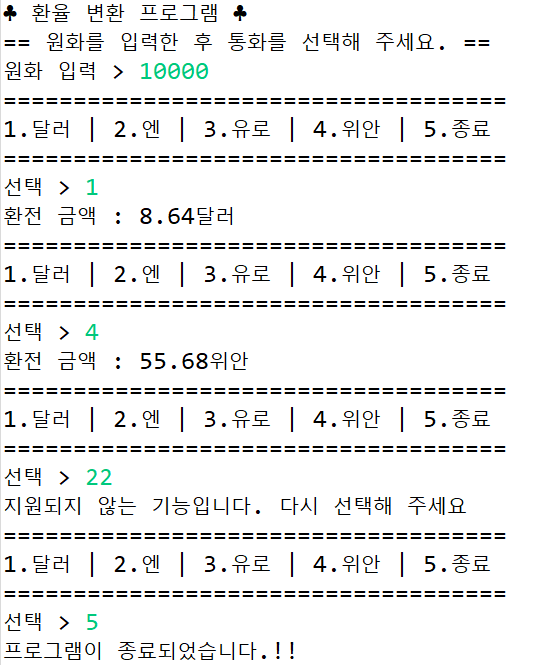 ♣ 환율 변환 프로그램 ♣
== 원화를 입력한 후 통화를 선택해 주세요. ==
원화 입력 > 10000
=====================================
1.달러 | 2.엔 | 3.유로 | 4.위안 | 5.종료
=====================================
선택 > 1
환전 금액 : 8.64달러
=====================================
1.달러 | 2.엔 | 3.유로 | 4.위안 | 5.종료
=====================================
선택 > 4
환전 금액 : 55.68위안
=====================================
1.달러 | 2.엔 | 3.유로 | 4.위안 | 5.종료
=====================================
선택 > 22
지원되지 않는 기능입니다. 다시 선택해 주세요
=====================================
1.달러 | 2.엔 | 3.유로 | 4.위안 | 5.종료
=====================================
선택 > 5
프로그램이 종료되었습니다.!!